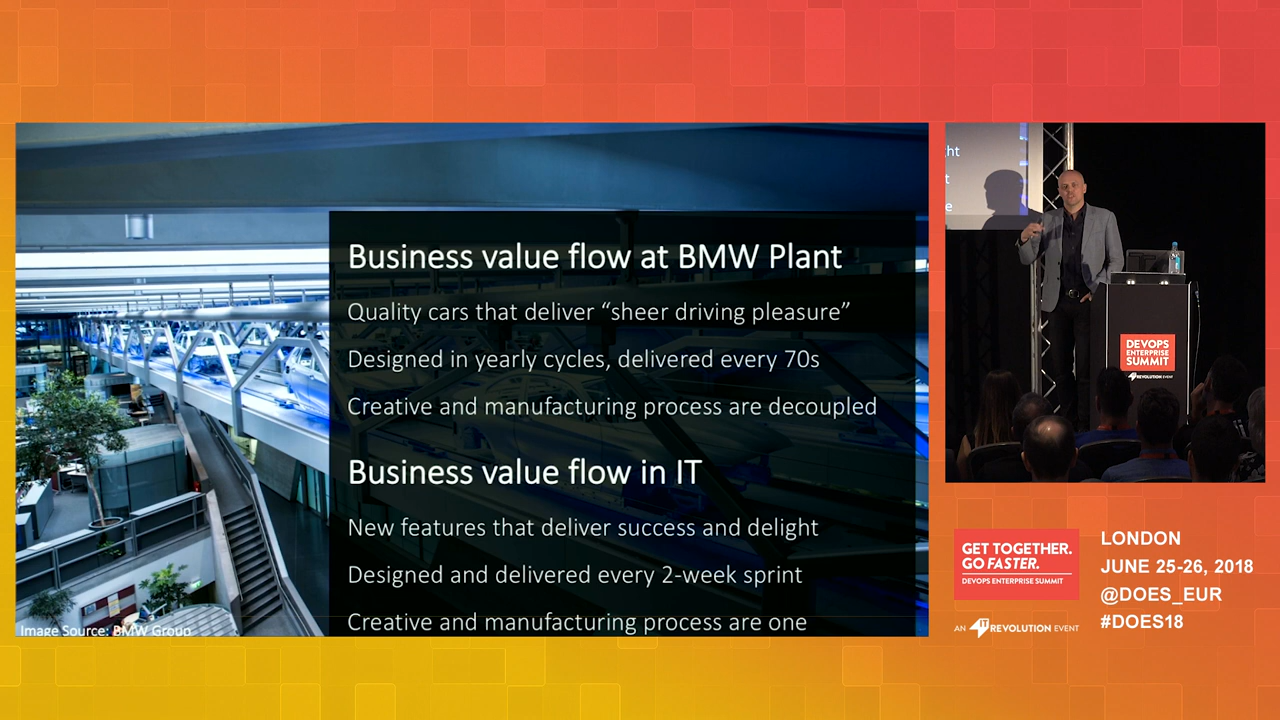 Business value flow at BMW Plant
Quality cars that deliver “sheer driving pleasure”
Designed in yearly cycles, delivered every 70s
Creative and manufacturing process are decoupled
Business value flow in IT
New features that deliver success and delight
Designed and delivered every 2-week sprint
Creative and manufacturing process are one
Image Source: BMW Group
ht
t
e
DEVOPS
ENTERPRISE
SUMMIT
IT REVOLUTION EVENT
GET TOGETHER.
GO FASTER.
DEVOPS ENTERPRISE SUMMIT
AN IT REVOLUTION EVENT
LONDON
JUNE 25-26, 2018
@DOES_EUR
#DOES18